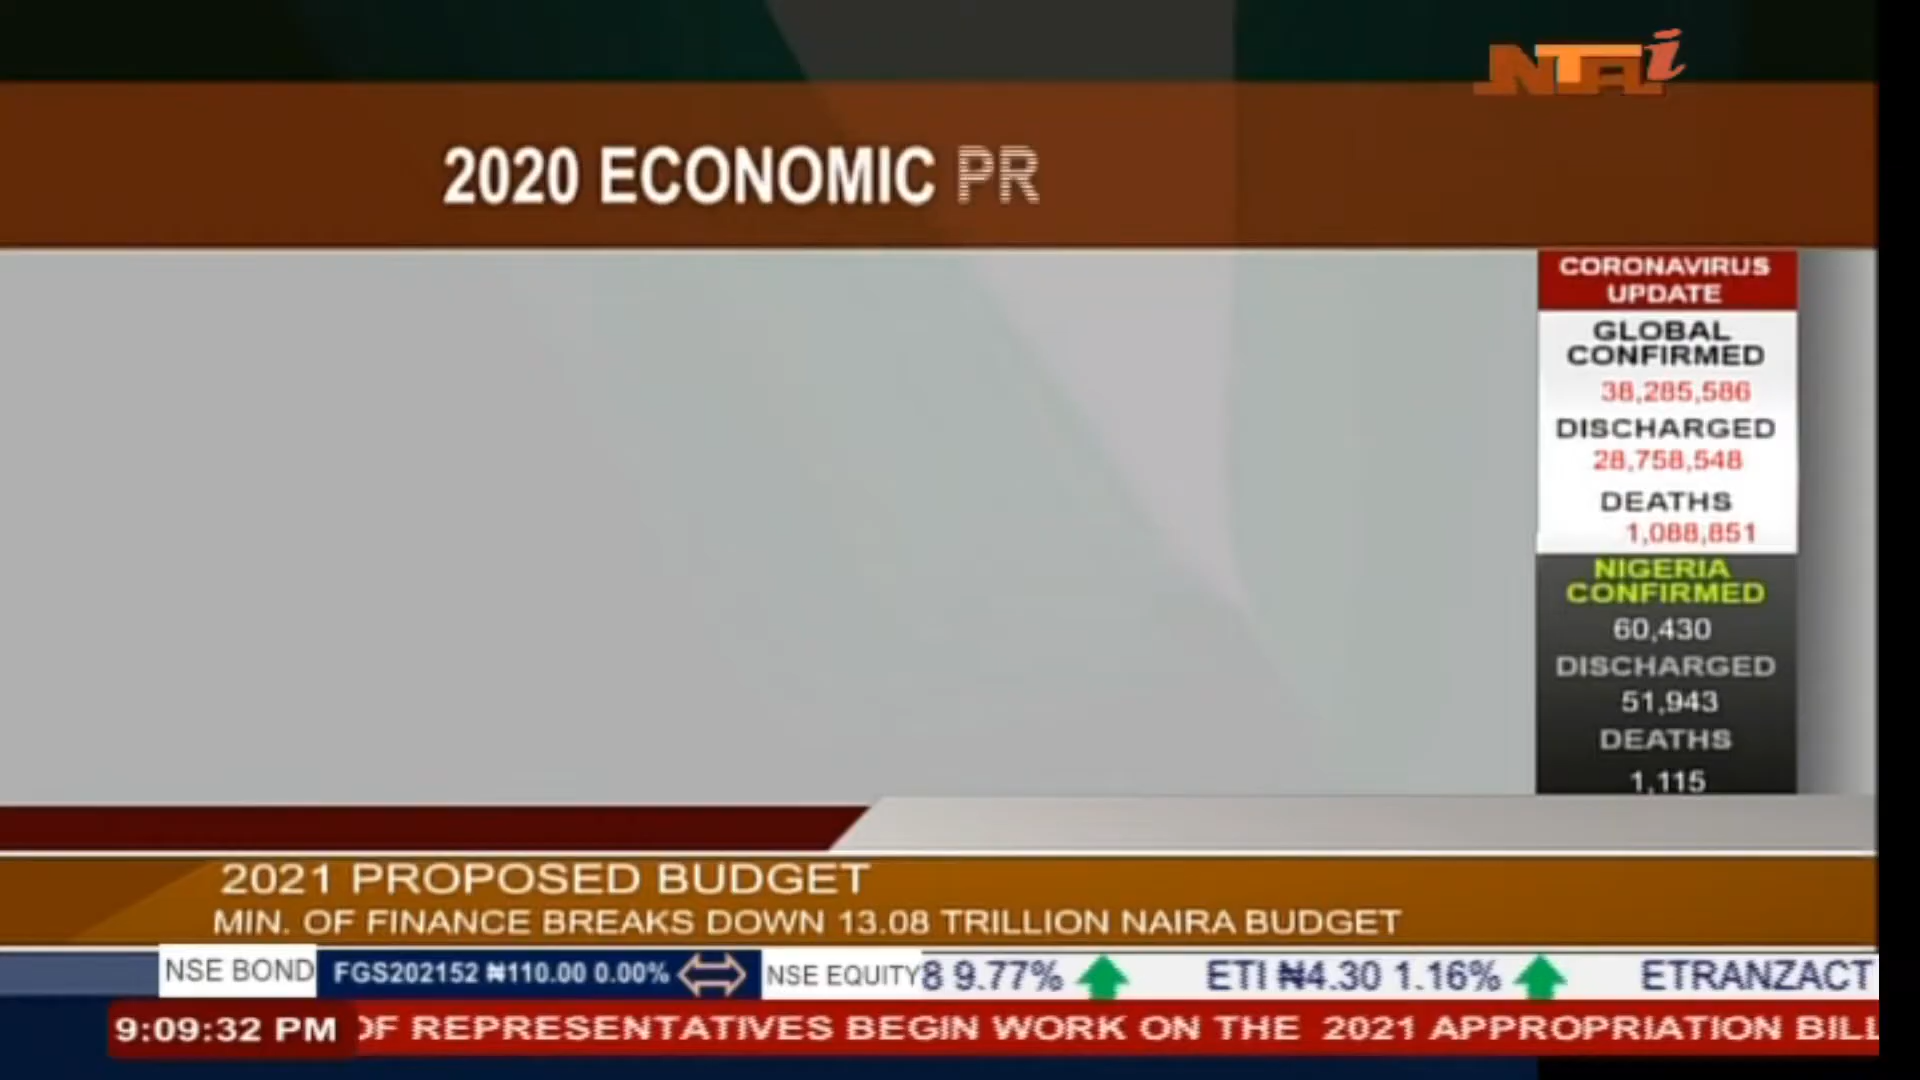 NTAi
2020 ECONOMIC PR
CORONAVIRUS
UPDATE
GLOBAL
CONFIRMED
38,285,586
DISCHARGED
28,758,548
DEATHS
1,088,851
NIGERIA
CONFIRMED
60,430
DISCHARGED
51,943
DEATHS
1,115
2021 PROPOSED BUDGET
MIN. OF FINANCE BREAKS DOWN 13.08 TRILLION NAIRA BUDGET
NSE BOND FGS202152 ₦110.00 0.00% NSE EQUITY 8 9.77% ETI ₦4.30 1.16% ETRANZACT
9:09:32 PM OF REPRESENTATIVES BEGIN WORK ON THE 2021 APPROPRIATION BILL